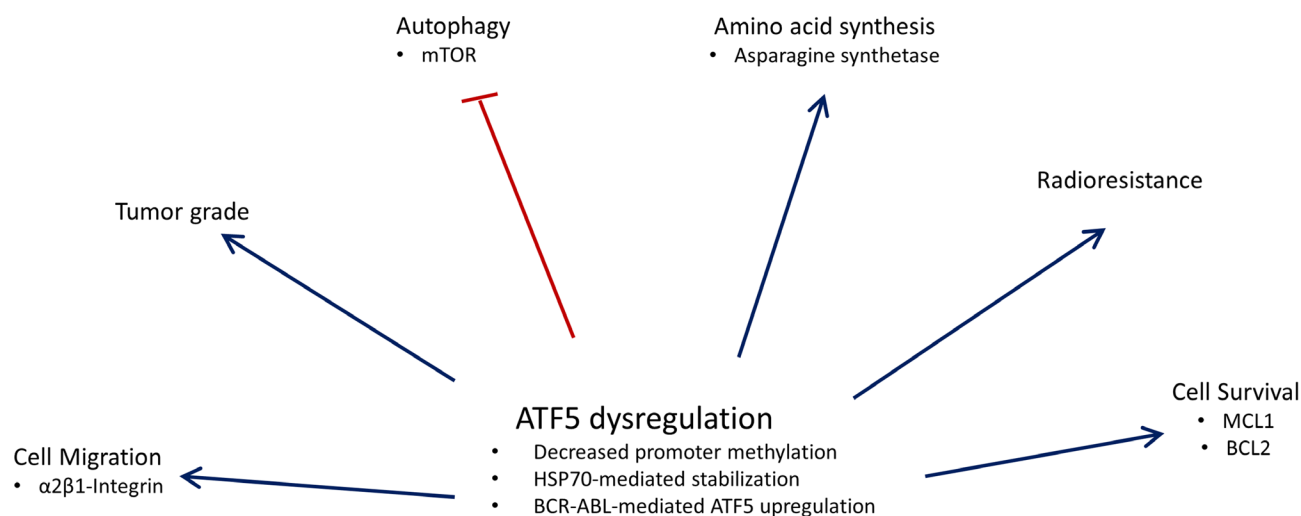 Autophagy
• mTOR
Amino acid synthesis
• Asparagine synthetase
Radioresistance
Tumor grade
Cell Survival
• MCL1
• BCL2
ATF5 dysregulation
• Decreased promoter methylation
• HSP70-mediated stabilization
• BCR-ABL-mediated ATF5 upregulation
Cell Migration
• α2β1-Integrin